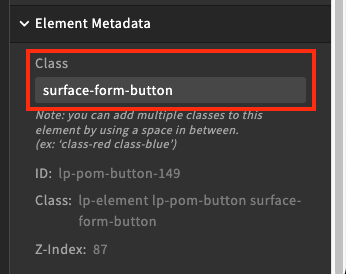 Element Metadata
Class
surface-form-button
Note: you can add multiple classes to this
element by using a space in between.
(ex: 'class-red class-blue')
ID: lp-pom-button-149
Class: lp-element lp-pom-button surface-
form-button
Z-Index: 87